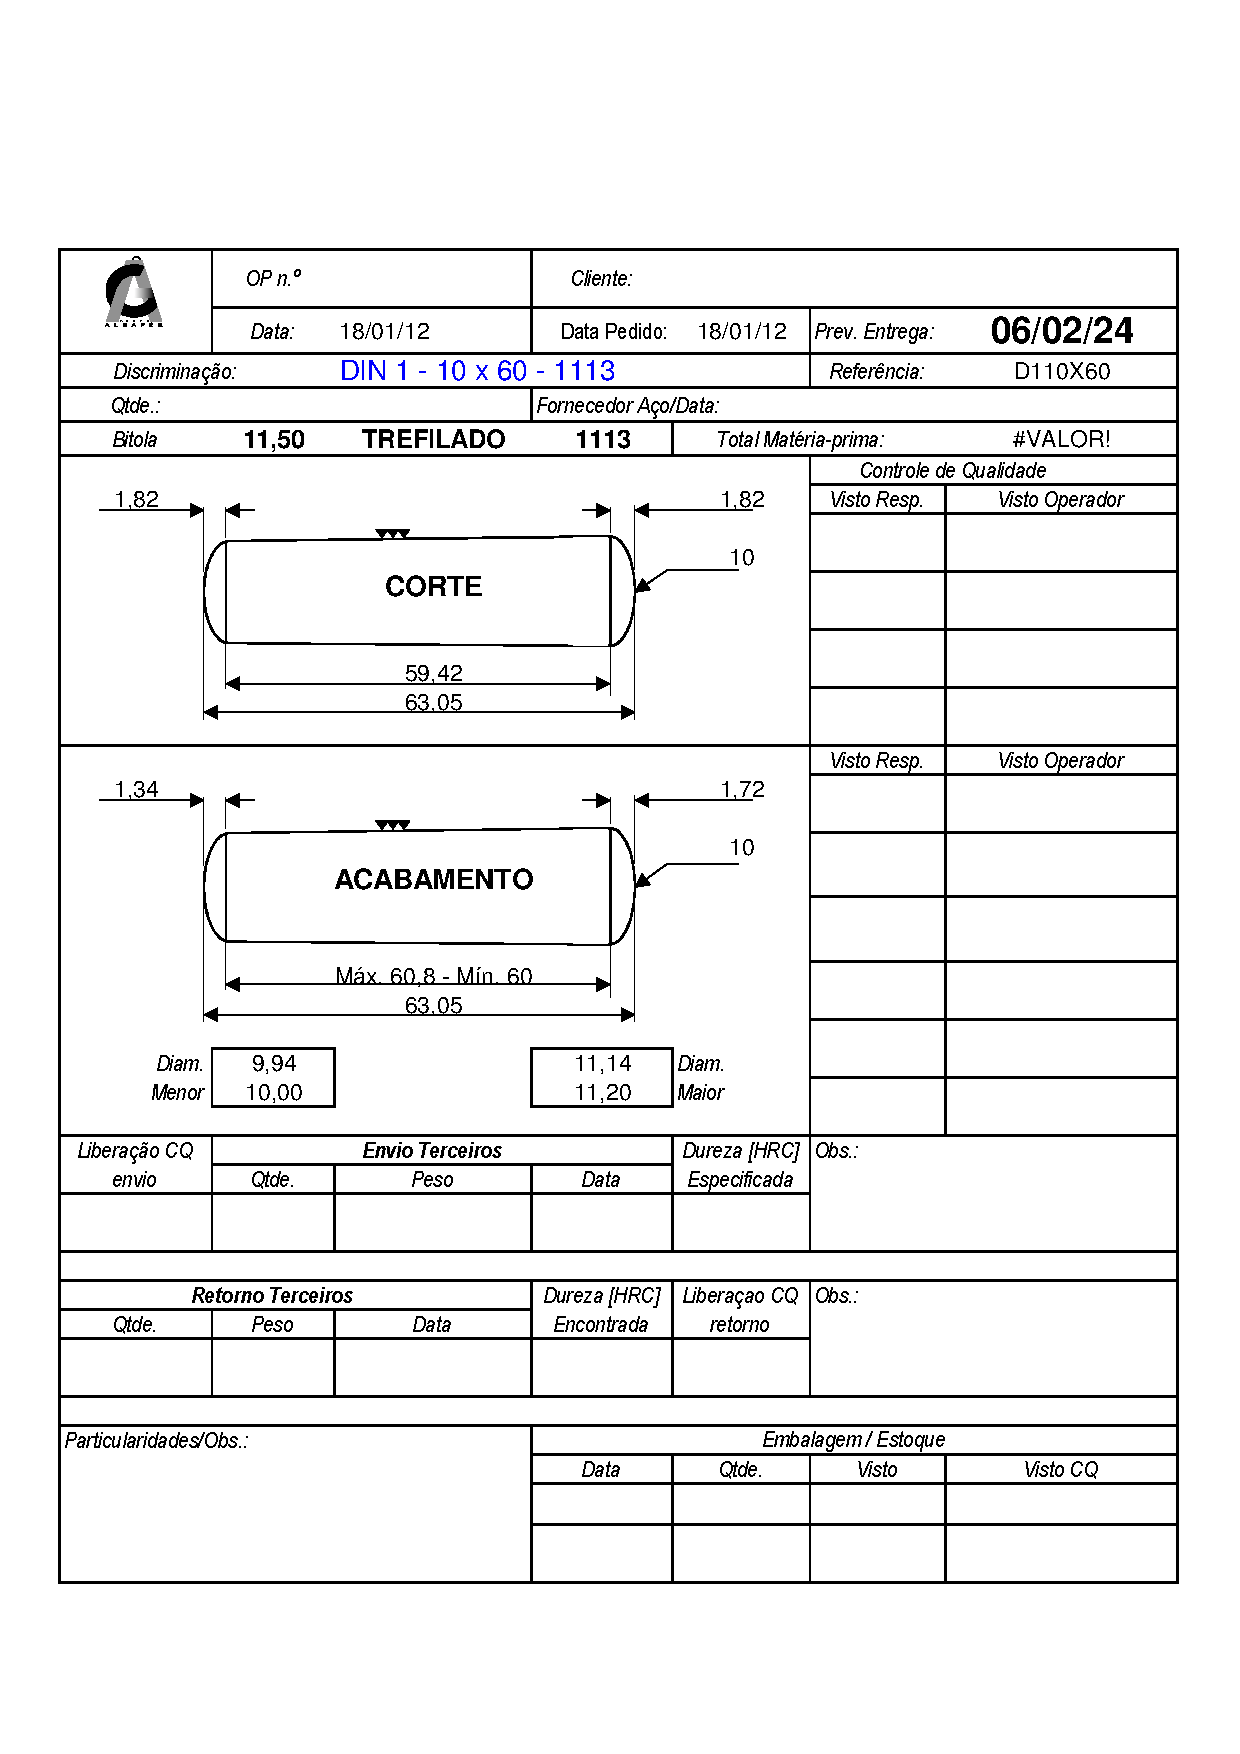 ALBAPER
OP n.º Cliente:
Data: 18/01/12 Data Pedido: 18/01/12 Prev. Entrega: 06/02/24
Discriminação: DIN 1 - 10 x 60 - 1113 Referência: D110X60
Qtde.: Fornecedor Aço/Data:
Bitola 11,50 TREFILADO 1113 Total Matéria-prima: #VALOR!
Controle de Qualidade
1,82 1,82 Visto Resp. Visto Operador
10
CORTE
59,42
63,05
Visto Resp. Visto Operador
1,34 1,72
10
ACABAMENTO
Máx. 60,8 - Mín. 60
63,05
Diam. 9,94 11,14 Diam.
Menor 10,00 11,20 Maior
Liberação CQ Envio Terceiros Dureza [HRC] Obs.:
envio Qtde. Peso Data Especificada
Retorno Terceiros Dureza [HRC] Liberaçao CQ Obs.:
Qtde. Peso Data Encontrada retorno
Particularidades/Obs.: Embalagem / Estoque
Data Qtde. Visto Visto CQ